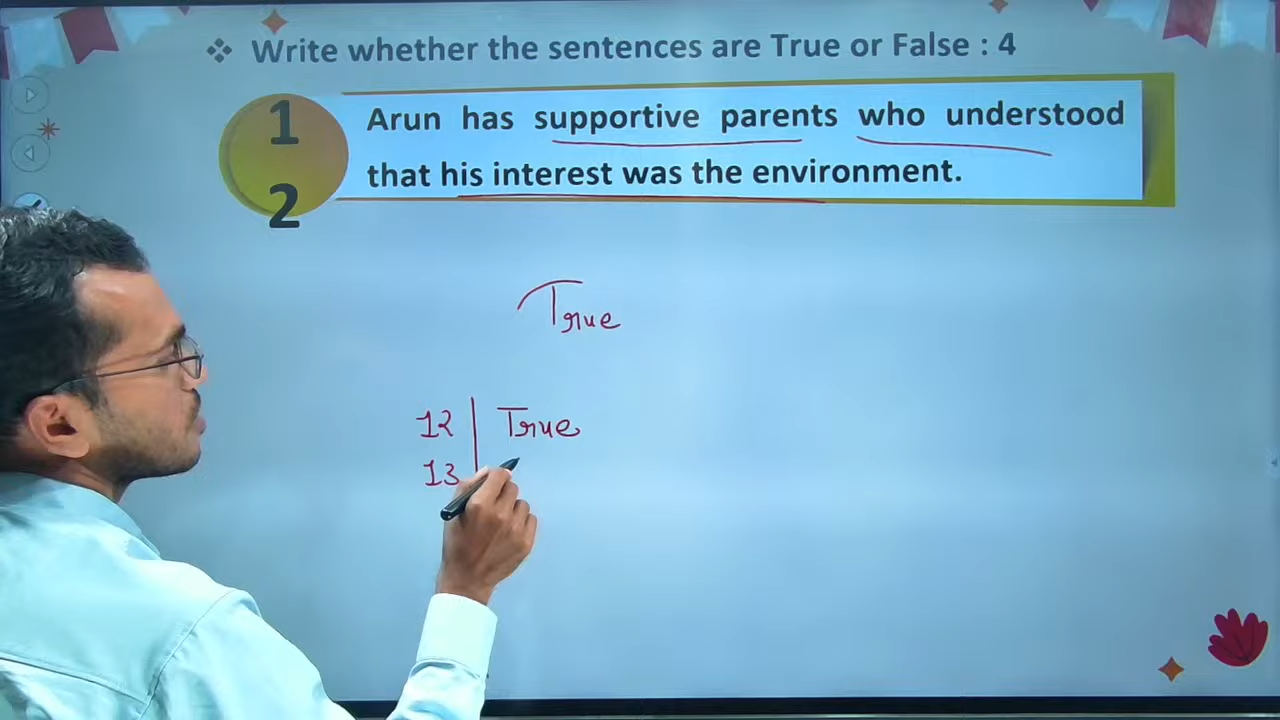 ❖ Write whether the sentences are True or False : 4
1
2
Arun has supportive parents who understood
that his interest was the environment.
True
12 | True
13